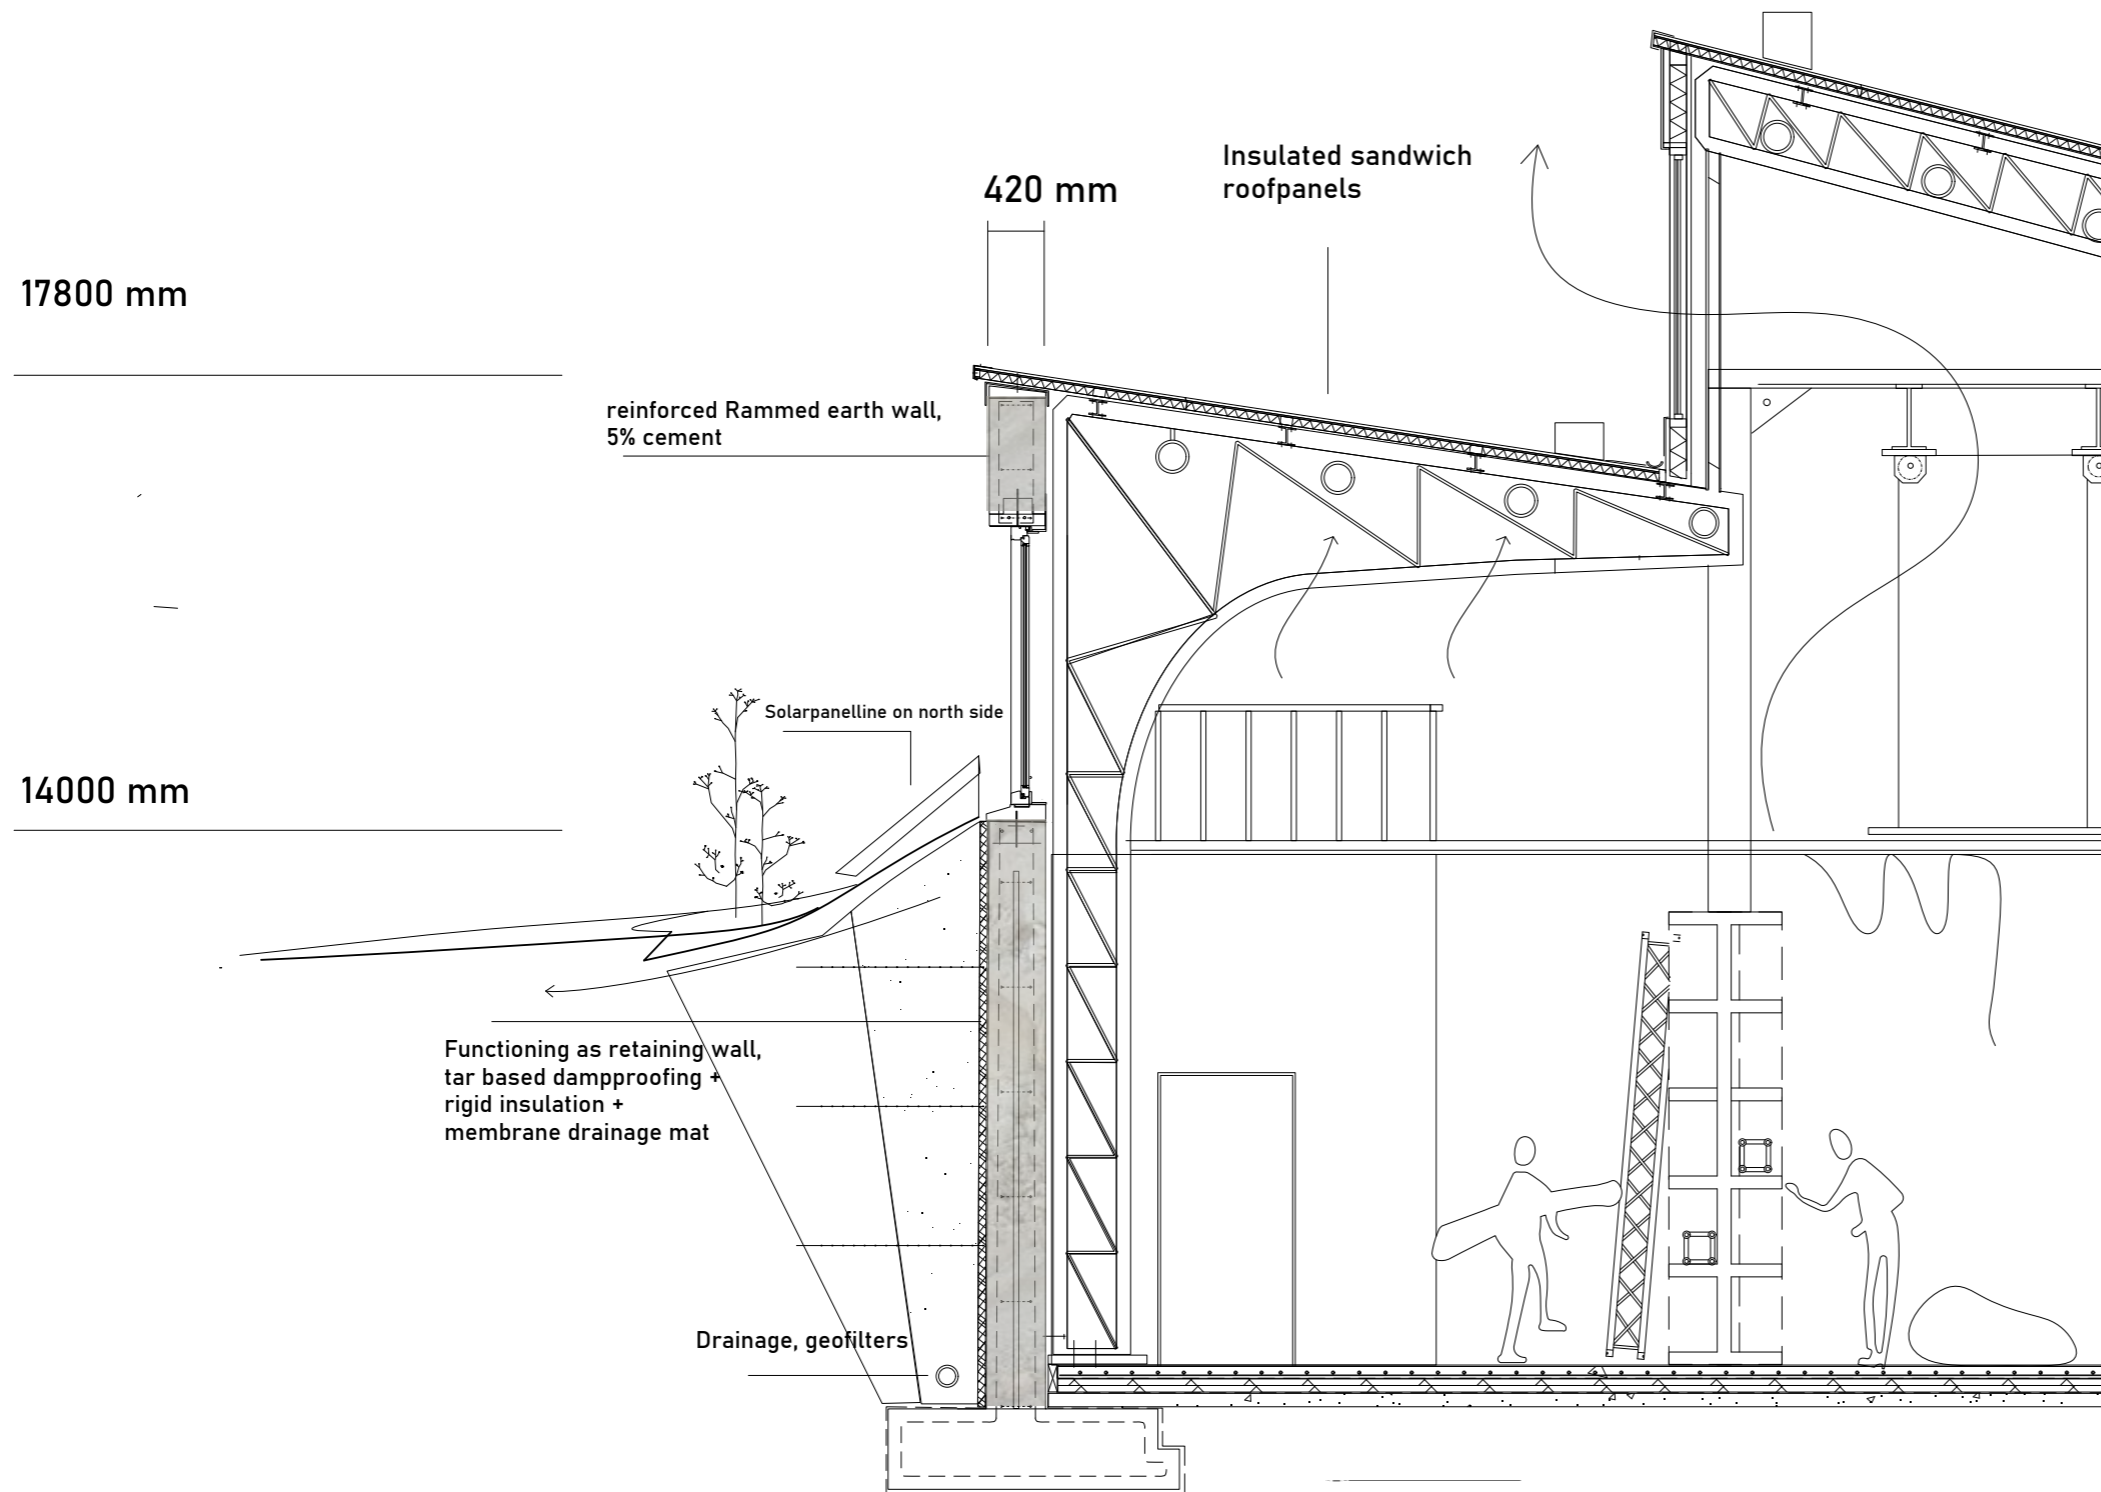 420 mm
Insulated sandwich
roofpanels
17800 mm
reinforced Rammed earth wall,
5% cement
Solarpanelline on north side
14000 mm
Functioning as retaining wall,
tar based dampproofing +
rigid insulation +
membrane drainage mat
Drainage, geofilters